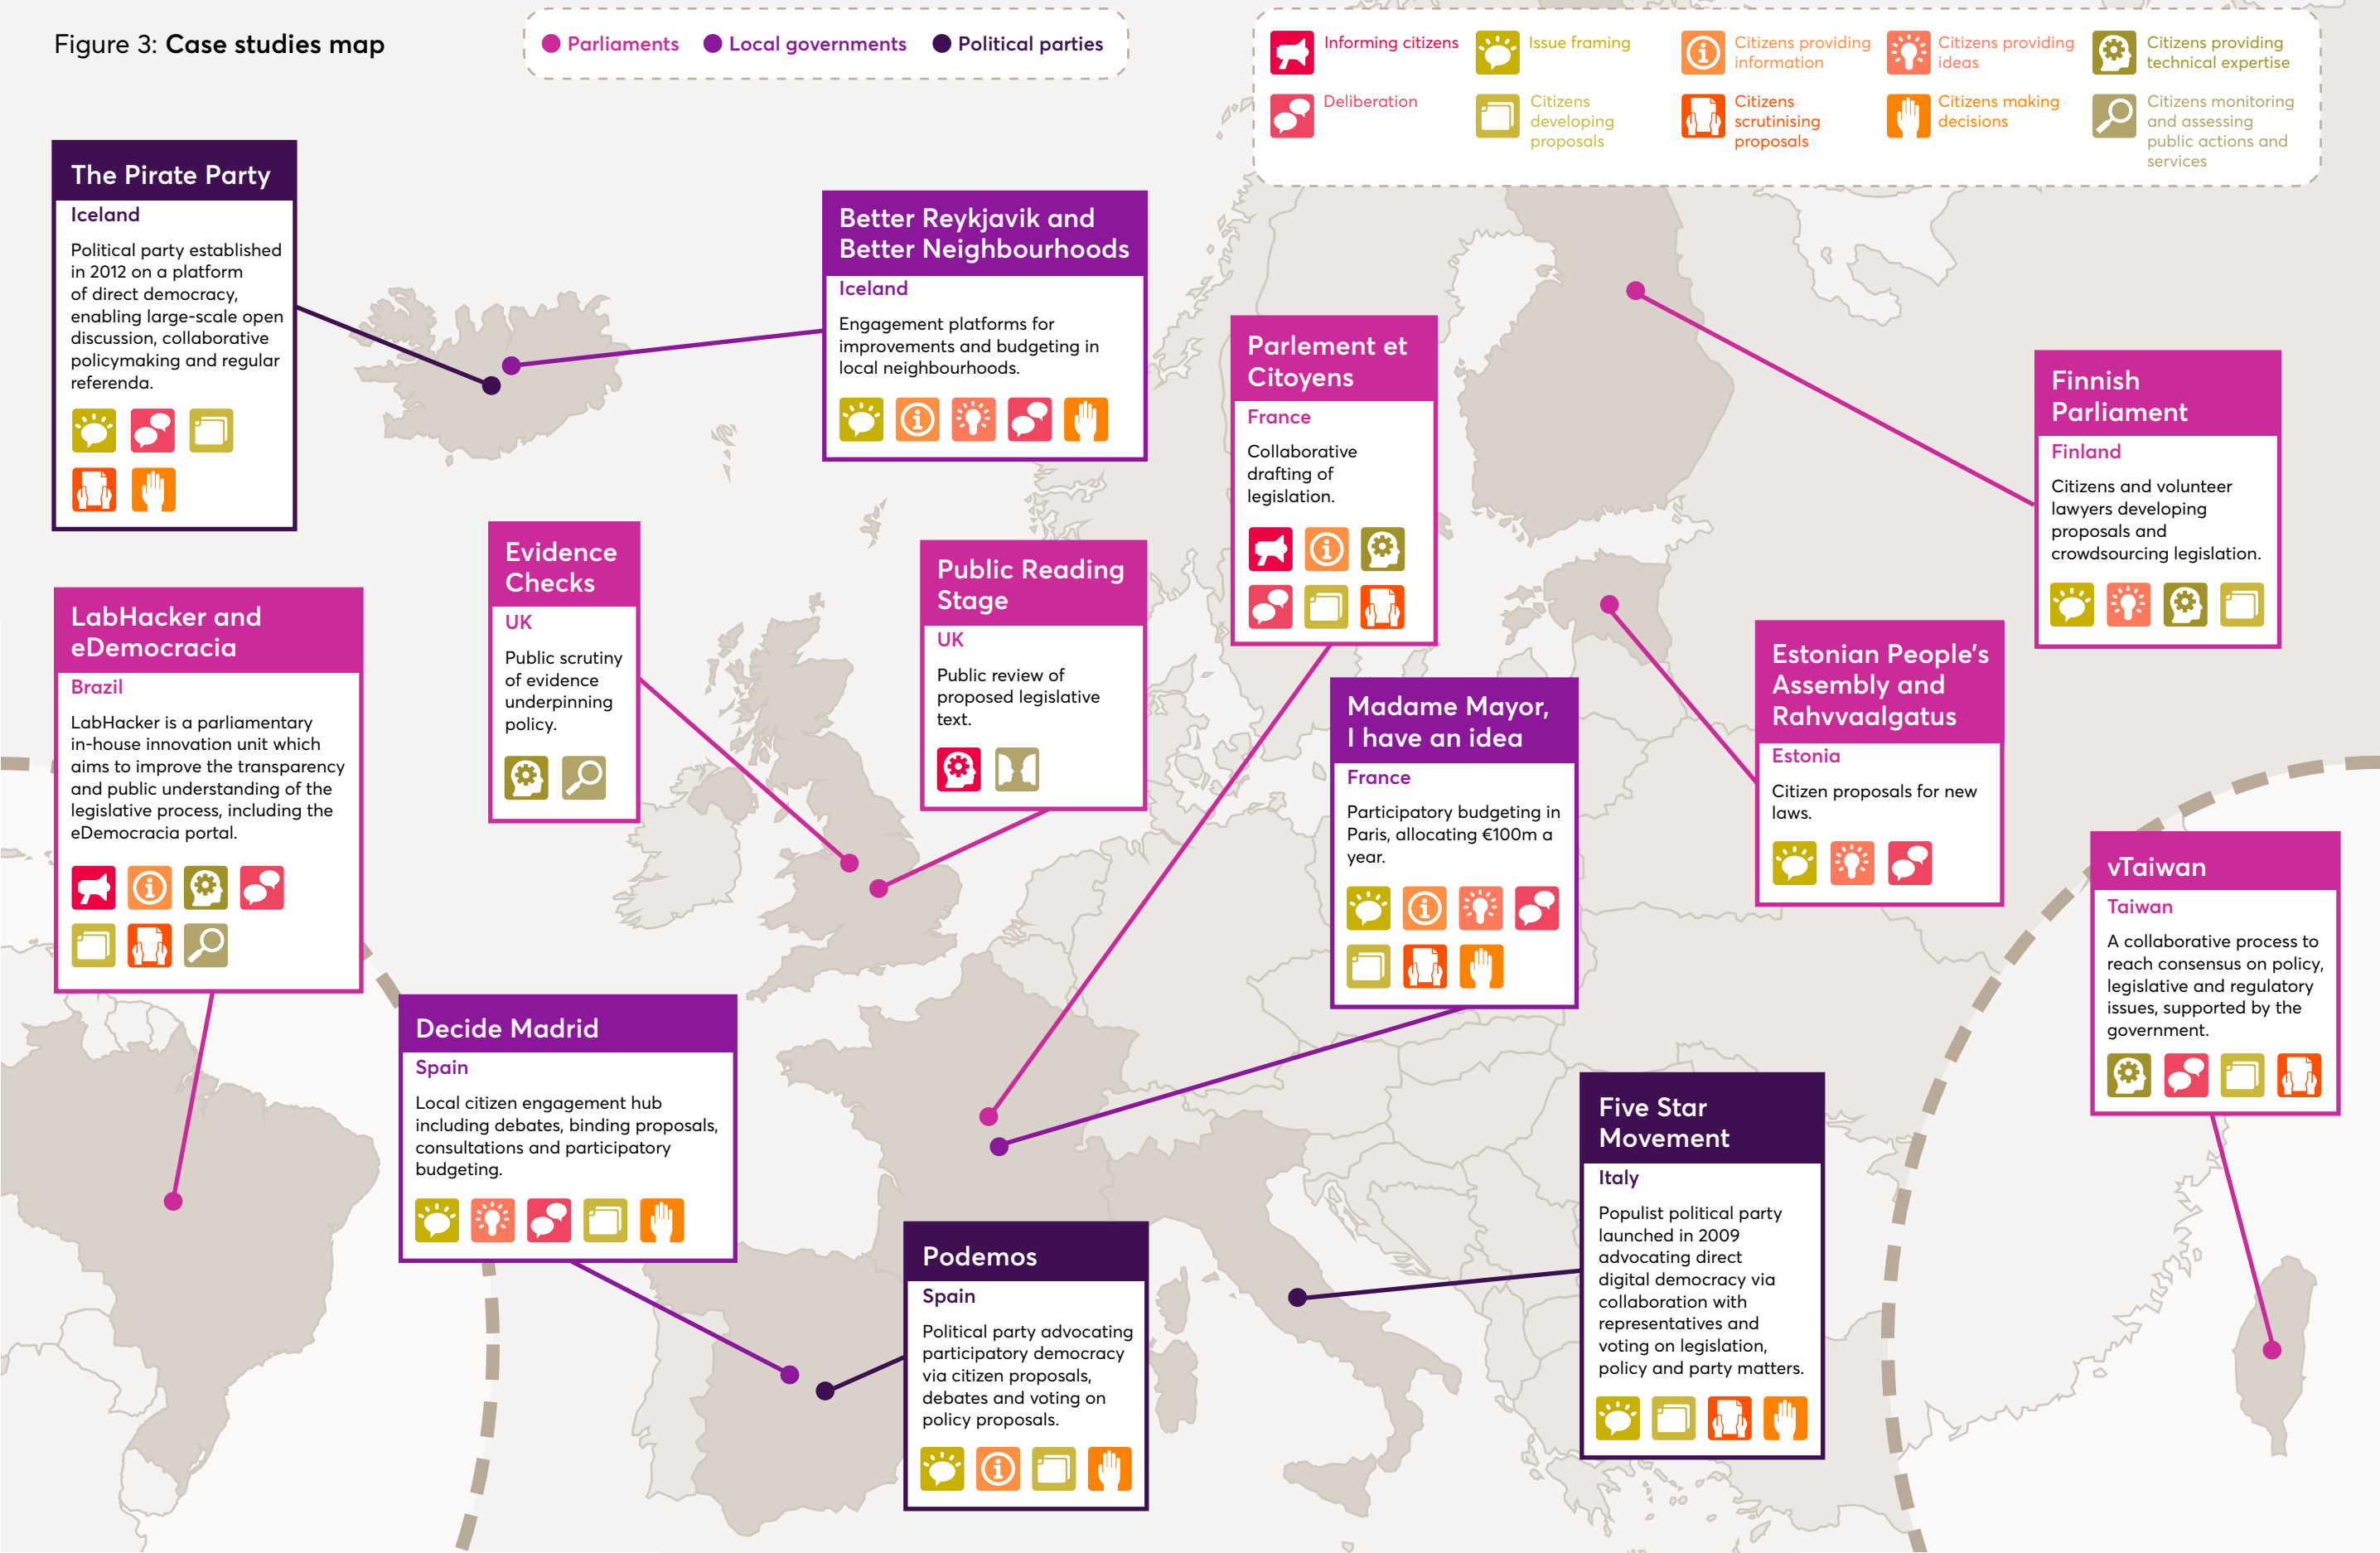 Figure 3: Case studies map
Parliaments
Local governments
Political parties
Informing citizens
Issue framing
Citizens providing
information
Citizens providing
ideas
Citizens providing
technical expertise
Deliberation
Citizens
developing
proposals
Citizens
scrutinising
proposals
Citizens making
decisions
Citizens monitoring
and assessing
public actions and
services
The Pirate Party
Iceland
Political party established
in 2012 on a platform
of direct democracy,
enabling large-scale open
discussion, collaborative
policymaking and regular
referenda.
Better Reykjavik and
Better Neighbourhoods
Iceland
Engagement platforms for
improvements and budgeting in
local neighbourhoods.
Parlement et
Citoyens
France
Collaborative
drafting of
legislation.
Finnish
Parliament
Finland
Citizens and volunteer
lawyers developing
proposals and
crowdsourcing legislation.
Evidence
Checks
UK
Public scrutiny
of evidence
underpinning
policy.
Public Reading
Stage
UK
Public review of
proposed legislative
text.
LabHacker and
eDemocracia
Brazil
LabHacker is a parliamentary
in-house innovation unit which
aims to improve the transparency
and public understanding of the
legislative process, including the
eDemocracia portal.
Madame Mayor,
I have an idea
France
Participatory budgeting in
Paris, allocating €100m a
year.
Estonian People's
Assembly and
Rahvvaalgatus
Estonia
Citizen proposals for new
laws.
vTaiwan
Taiwan
A collaborative process to
reach consensus on policy,
legislative and regulatory
issues, supported by the
government.
Decide Madrid
Spain
Local citizen engagement hub
including debates, binding proposals,
consultations and participatory
budgeting.
Podemos
Spain
Political party advocating
participatory democracy
via citizen proposals,
debates and voting on
policy proposals.
Five Star
Movement
Italy
Populist political party
launched in 2009
advocating direct
digital democracy via
collaboration with
representatives and
voting on legislation,
policy and party matters.